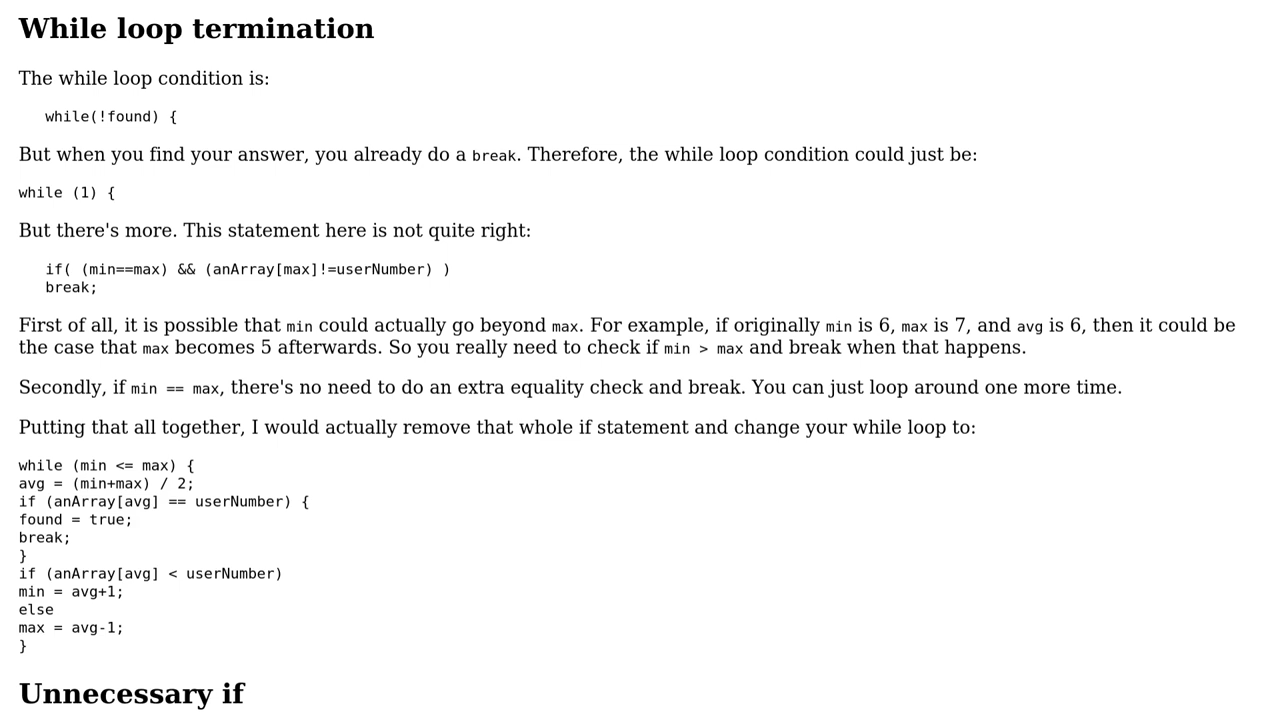 While loop termination
The while loop condition is:
while(!found) {
But when you find your answer, you already do a break. Therefore, the while loop condition could just be:
while (1) {
But there's more. This statement here is not quite right:
if( (min==max) && (anArray[max]!=userNumber) )
break;
First of all, it is possible that min could actually go beyond max. For example, if originally min is 6, max is 7, and avg is 6, then it could be
the case that max becomes 5 afterwards. So you really need to check if min > max and break when that happens.
Secondly, if min == max, there's no need to do an extra equality check and break. You can just loop around one more time.
Putting that all together, I would actually remove that whole if statement and change your while loop to:
while (min <= max) {
avg = (min+max) / 2;
if (anArray[avg] == userNumber) {
found = true;
break;
}
if (anArray[avg] < userNumber)
min = avg+1;
else
max = avg-1;
}
Unnecessary if